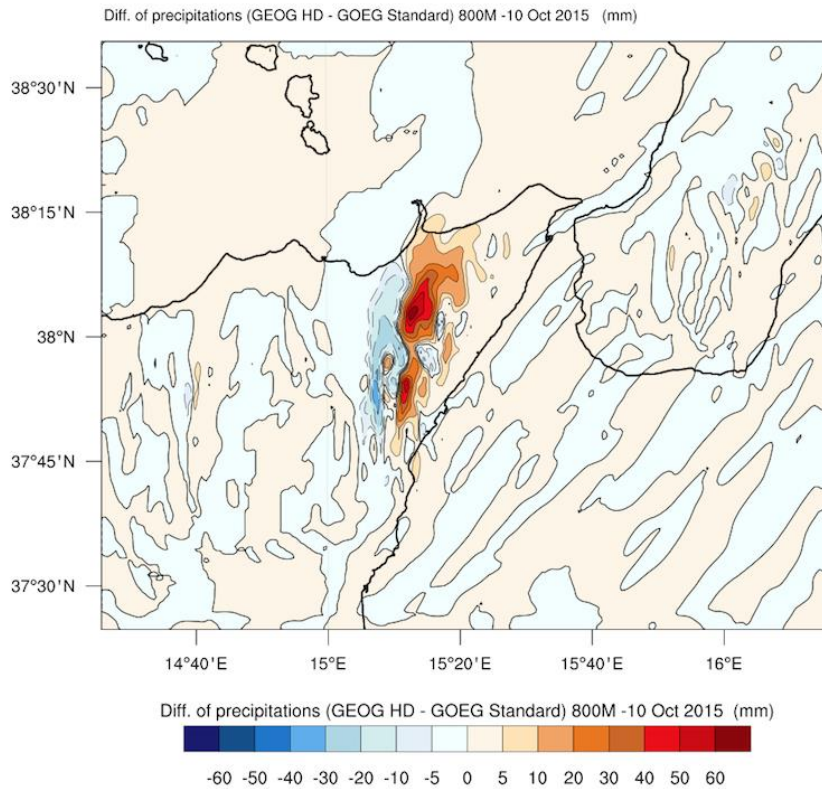 Diff. of precipitations (GEOG HD - GOEG Standard) 800M -10 Oct 2015 (mm)
38°30'N
38°15'N
38°N
37°45'N
37°30'N
14°40'E 15°E 15°20'E 15°40'E 16°E
Diff. of precipitations (GEOG HD - GOEG Standard) 800M -10 Oct 2015 (mm)
-60 -50 -40 -30 -20 -10 -5 0 5 10 20 30 40 50 60